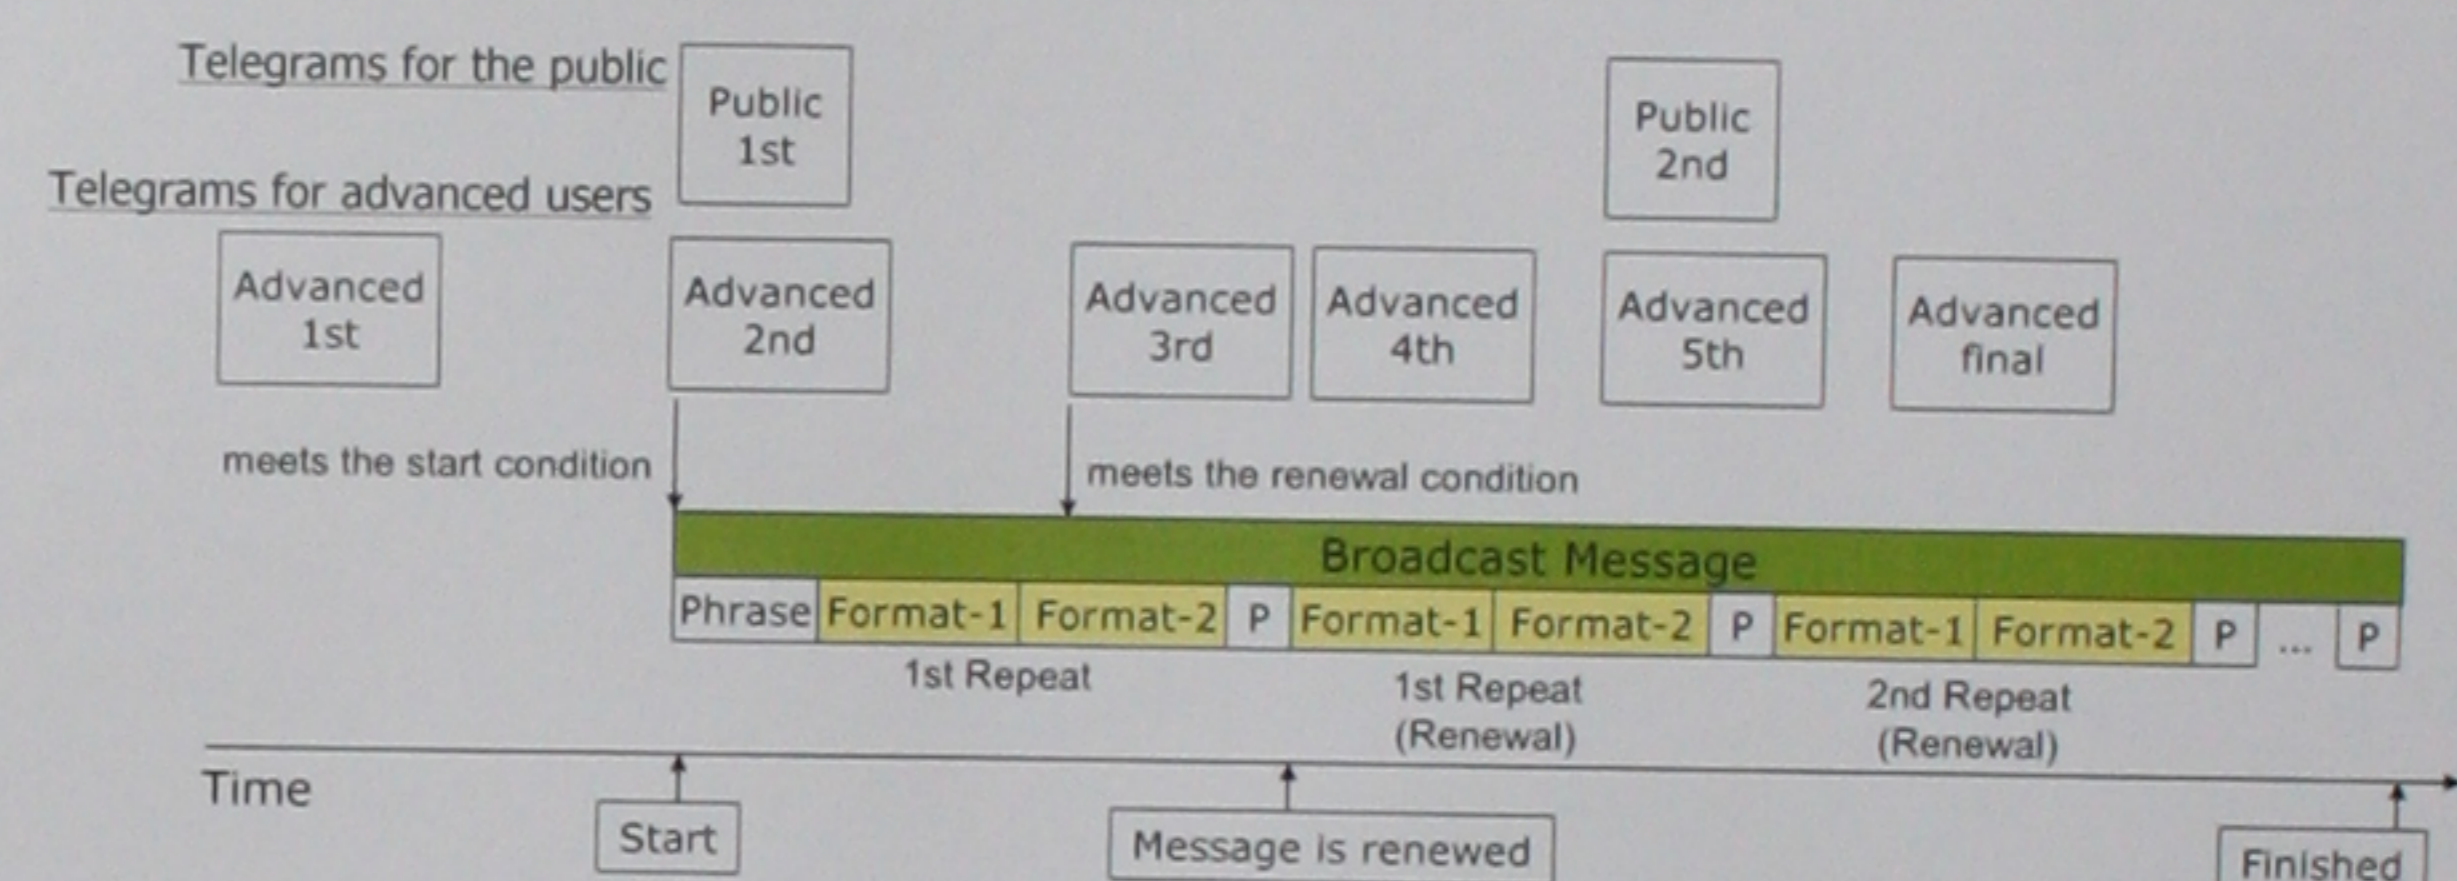 Telegrams for the public
Public
1st
Public
2nd
Telegrams for advanced users
Advanced
1st
Advanced
2nd
Advanced
3rd
Advanced
4th
Advanced
5th
Advanced
final
meets the start condition
meets the renewal condition
Broadcast Message
Phrase Format-1 Format-2 P Format-1 Format-2 P Format-1 Format-2 P ... P
1st Repeat
1st Repeat
(Renewal)
2nd Repeat
(Renewal)
Time
Start
Message is renewed
Finished